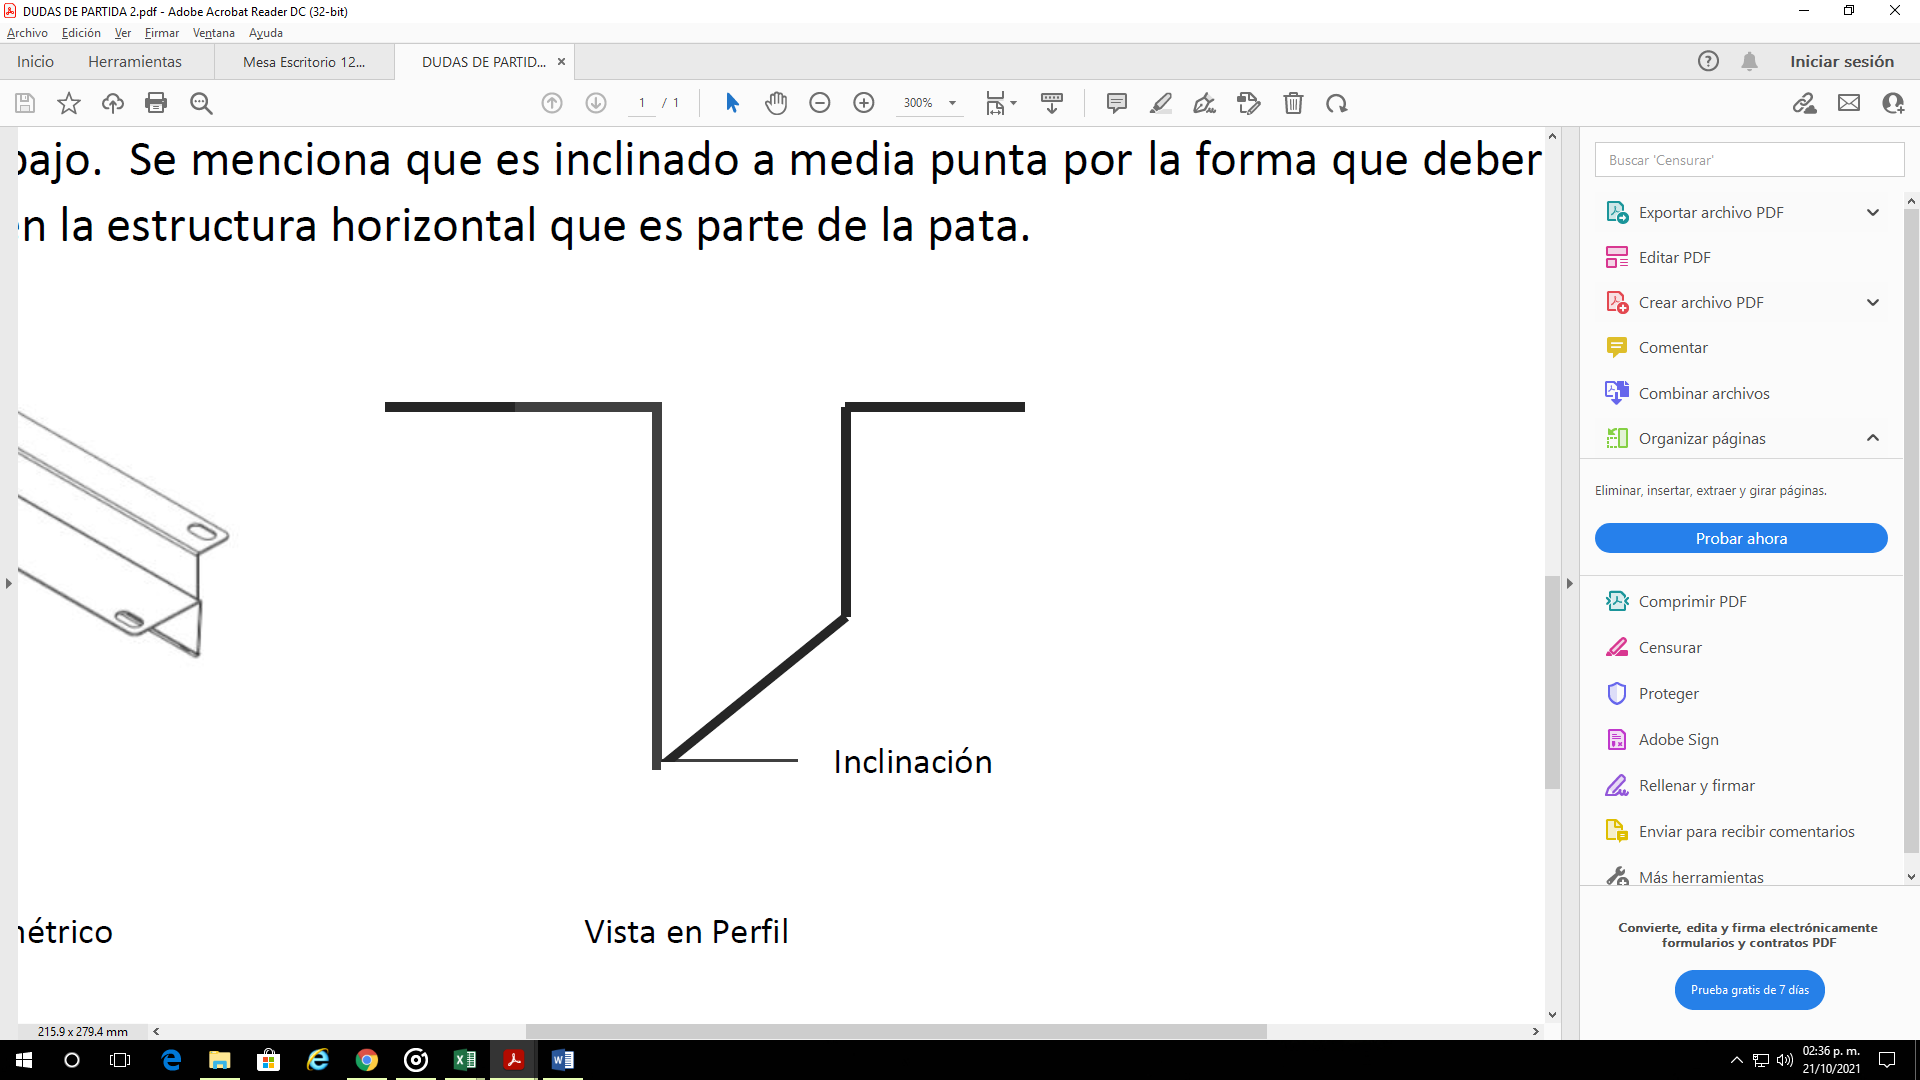 DUDAS DE PARTIDA 2.pdf - Adobe Acrobat Reader DC (32-bit)
Archivo Edición Ver Firmar Ventana Ayuda
Inicio Herramientas Mesa Escritorio 12... DUDAS DE PARTID... Iniciar sesión
1 / 1 300%
bajo. Se menciona que es inclinado a media punta por la forma que deber
en la estructura horizontal que es parte de la pata.
Inclinación
métrico
Vista en Perfil
215.9 x 279.4 mm
Buscar 'Censurar'
Exportar archivo PDF
Editar PDF
Crear archivo PDF
Comentar
Combinar archivos
Organizar páginas
Eliminar, insertar, extraer y girar páginas.
Probar ahora
Comprimir PDF
Censurar
Proteger
Adobe Sign
Rellenar y firmar
Enviar para recibir comentarios
Más herramientas
Convierte, edita y firma electrónicamente
formularios y contratos PDF
Prueba gratis de 7 días
02:36 p. m.
21/10/2021